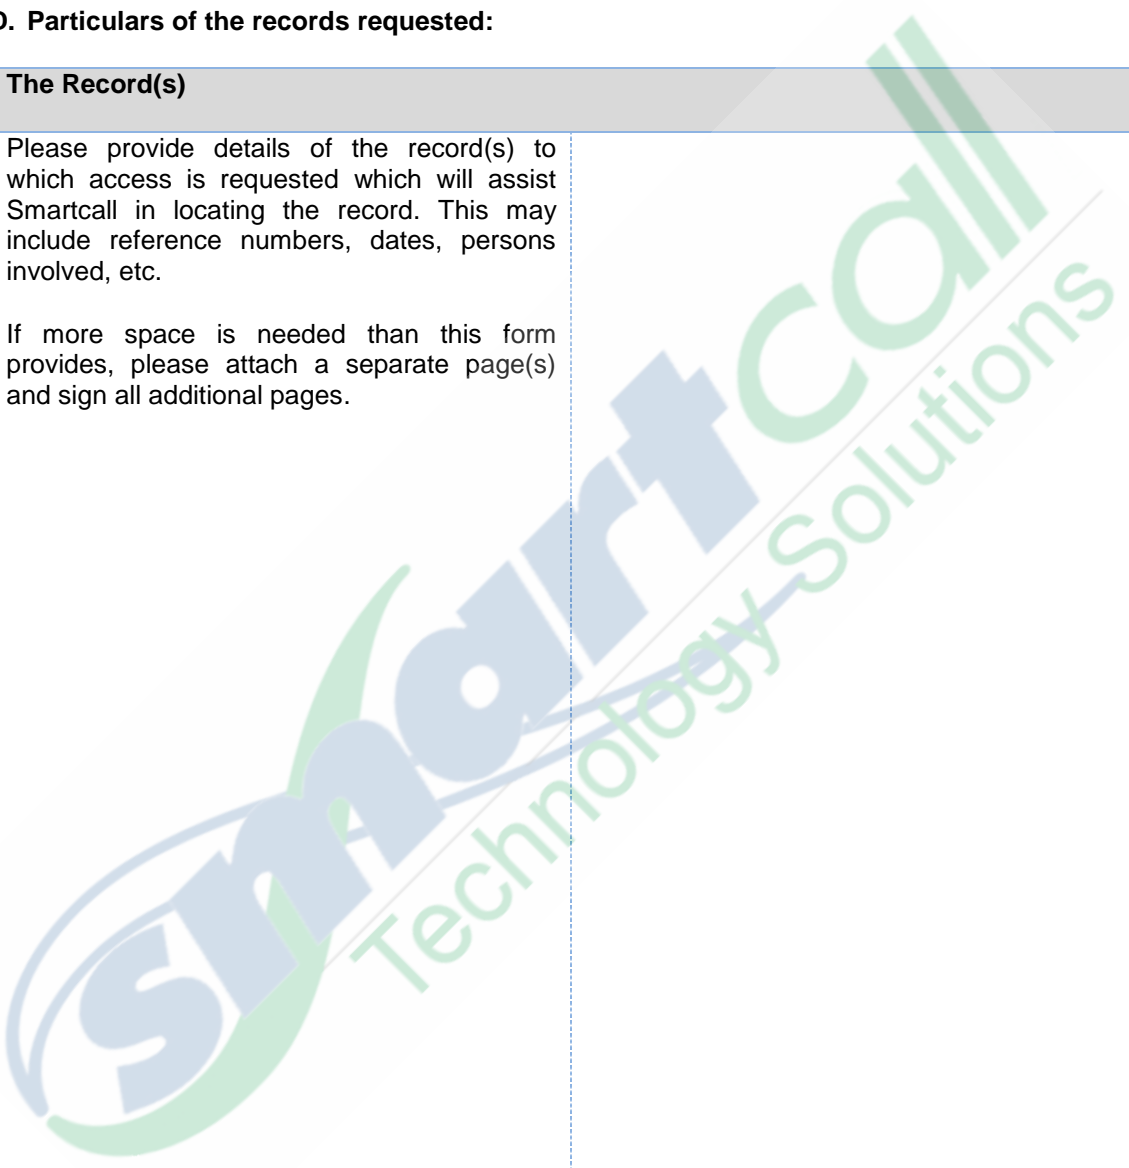 D. Particulars of the records requested:
The Record(s)
Please provide details of the record(s) to
which access is requested which will assist
Smartcall in locating the record. This may
include reference numbers, dates, persons
involved, etc.
If more space is needed than this form
provides, please attach a separate page(s)
and sign all additional pages.
smartcall
Technology Solutions